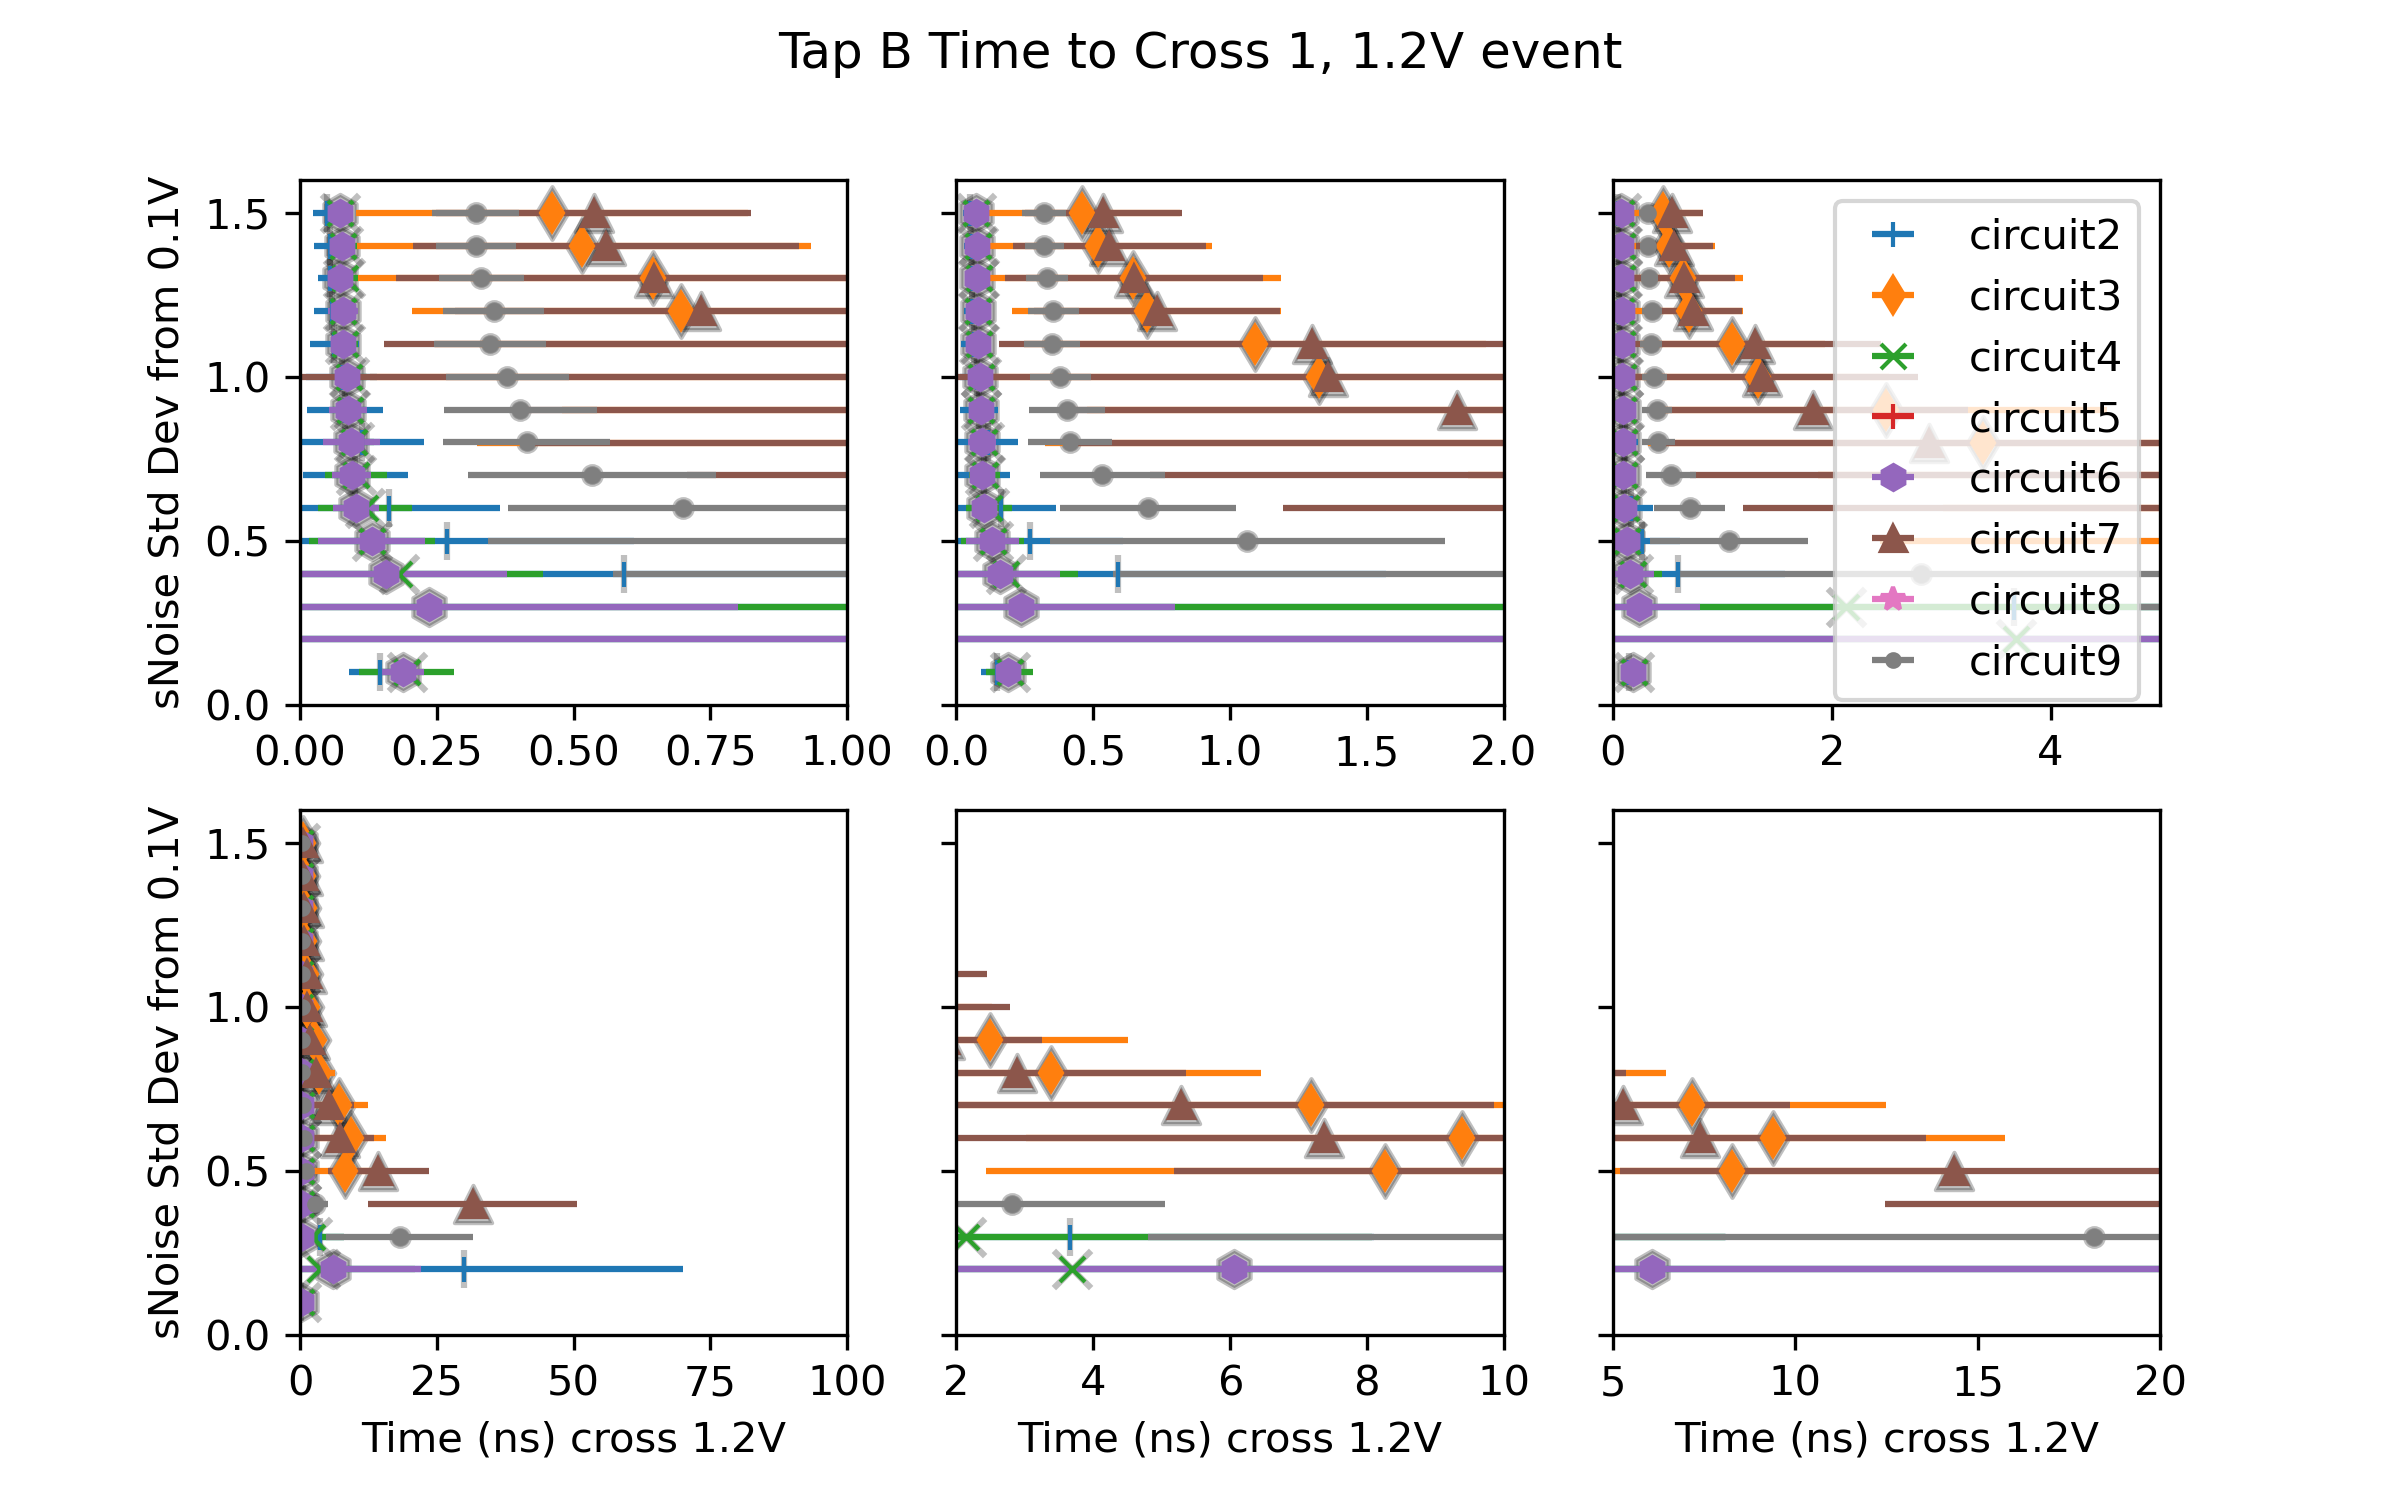 Tap B Time to Cross 1, 1.2V event
sNoise Std Dev from 0.1V
1.5
1.0
0.5
0.0
0.00 0.25 0.50 0.75 1.00
0.0 0.5 1.0 1.5 2.0
0 2 4
circuit2
circuit3
circuit4
circuit5
circuit6
circuit7
circuit8
circuit9
sNoise Std Dev from 0.1V
1.5
1.0
0.5
0.0
0 25 50 75 100
Time (ns) cross 1.2V
2 4 6 8 10
Time (ns) cross 1.2V
5 10 15 20
Time (ns) cross 1.2V